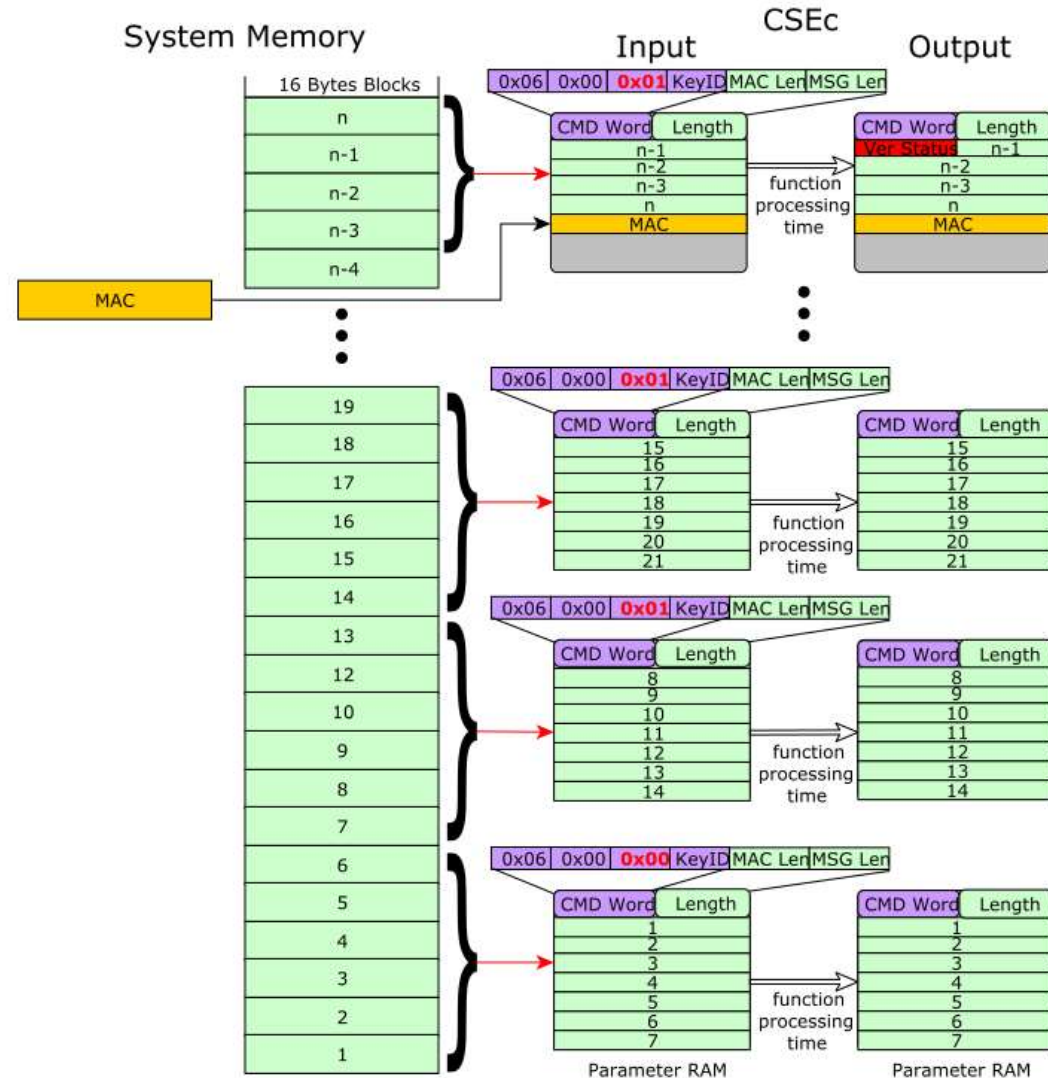 System Memory
CSEc
Input
Output
16 Bytes Blocks
n
n-1
n-2
n-3
n-4
MAC
19
18
17
16
15
14
13
12
10
9
8
7
6
5
4
3
2
1
0x06 0x00 0x01 KeyID MAC Len MSG Len
CMD Word Length
n-1
n-2
n-3
n
MAC
function
processing
time
CMD Word Length
Ver Status n-1
n-2
n-3
n
MAC
0x06 0x00 0x01 KeyID MAC Len MSG Len
CMD Word Length
15
16
17
18
19
20
21
function
processing
time
CMD Word Length
15
16
17
18
19
20
21
0x06 0x00 0x01 KeyID MAC Len MSG Len
CMD Word Length
8
9
10
11
12
13
14
function
processing
time
CMD Word Length
8
9
10
11
12
13
14
0x06 0x00 0x00 KeyID MAC Len MSG Len
CMD Word Length
1
2
3
4
5
6
7
Parameter RAM
function
processing
time
CMD Word Length
1
2
3
4
5
6
7
Parameter RAM